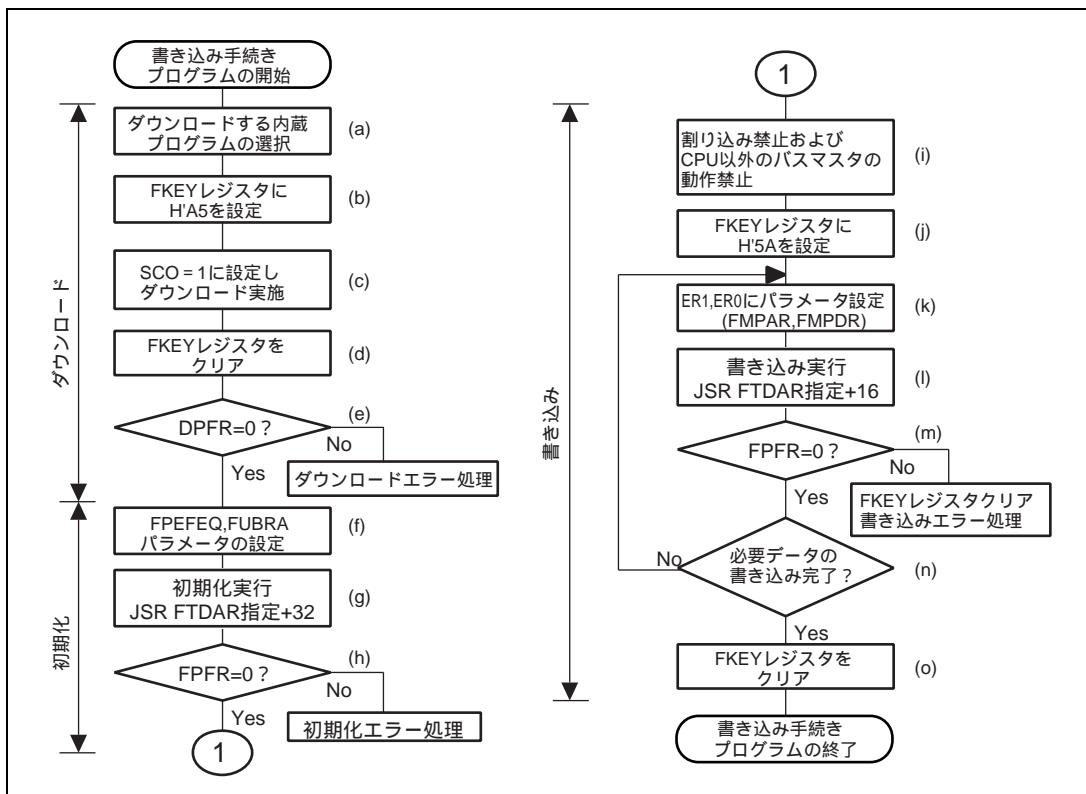 書き込み手続き
プログラムの開始
ダウンロード
ダウンロードする内蔵
プログラムの選択
(a)
FKEYレジスタに
H'A5を設定
(b)
SCO = 1に設定し
ダウンロード実施
(c)
FKEYレジスタを
クリア
(d)
DPFR=0？
(e)
No
Yes
ダウンロードエラー処理
初期化
FPEFEQ,FUBRA
パラメータの設定
(f)
初期化実行
JSR FTDAR指定+32
(g)
FPFR=0？
(h)
No
Yes
初期化エラー処理
1
1
書き込み
割り込み禁止および
CPU以外のバスマスタの
動作禁止
(i)
FKEYレジスタに
H'5Aを設定
(j)
ER1,ER0にパラメータ設定
(FMPAR,FMPDR)
(k)
書き込み実行
JSR FTDAR指定+16
(l)
FPFR=0？
(m)
No
Yes
FKEYレジスタクリア
書き込みエラー処理
No
必要データの
書き込み完了？
(n)
Yes
FKEYレジスタを
クリア
(o)
書き込み手続き
プログラムの終了